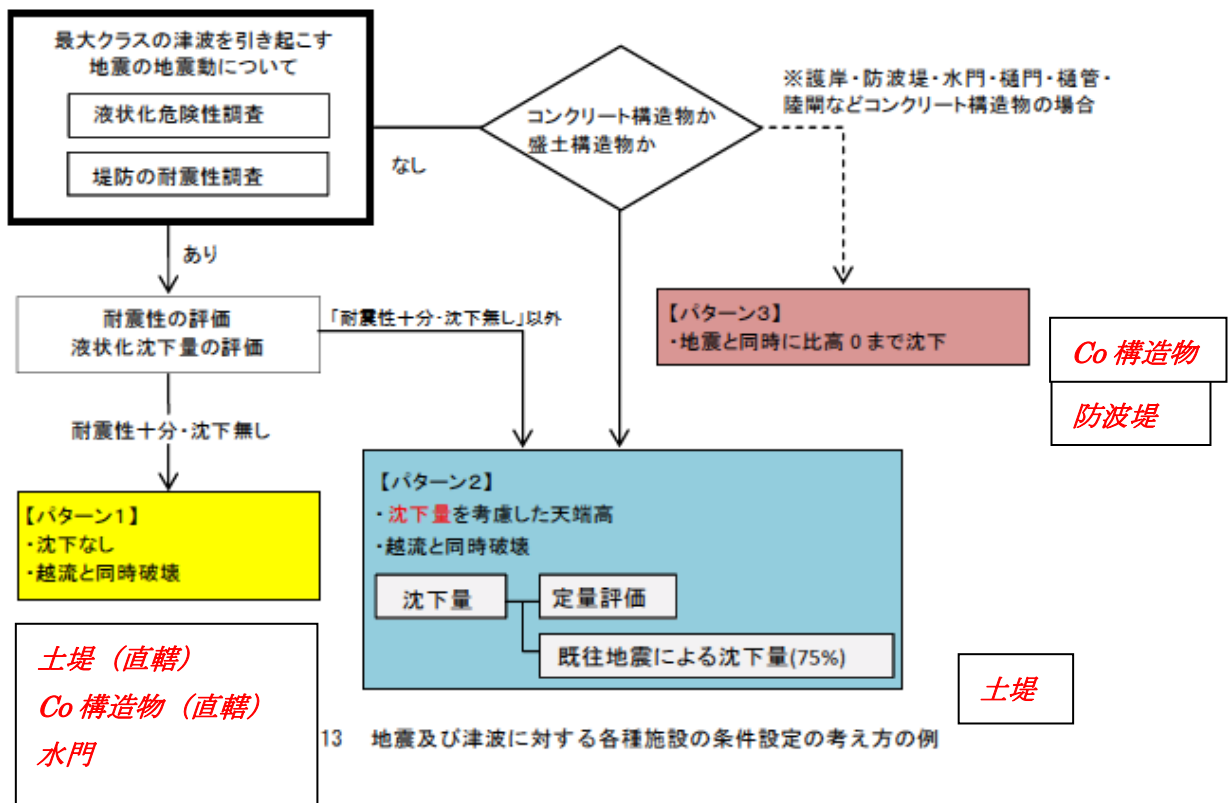 最大クラスの津波を引き起こす
地震の地震動について
液状化危険性調査
堤防の耐震性調査
なし
コンクリート構造物か
盛土構造物か
※護岸・防波堤・水門・樋門・樋管・
陸閘などコンクリート構造物の場合
あり
耐震性の評価
液状化沈下量の評価
「耐震性十分・沈下無し」以外
【パターン3】
・地震と同時に比高0まで沈下
Co 構造物
防波堤
耐震性十分・沈下無し
【パターン1】
・沈下なし
・越流と同時破壊
【パターン2】
・沈下量を考慮した天端高
・越流と同時破壊
沈下量
定量評価
既往地震による沈下量(75%)
土堤（直轄）
Co 構造物（直轄）
水門
土堤
13 地震及び津波に対する各種施設の条件設定の考え方の例